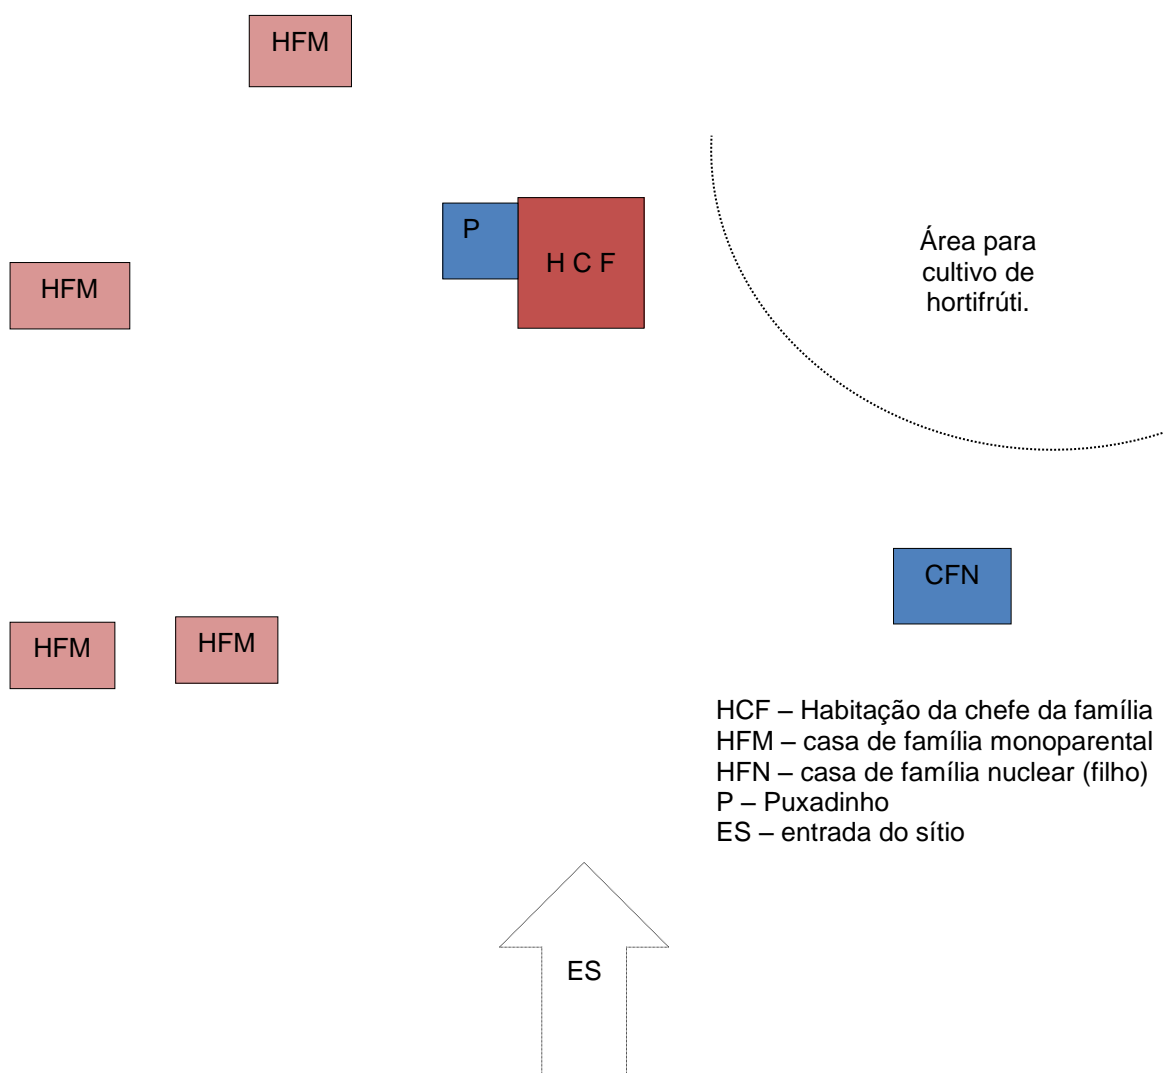 HFM
P
H C F
Área para
cultivo de
hortifrúti.
HFM
CFN
HFM
HFM
HCF – Habitação da chefe da família
HFM – casa de família monoparental
HFN – casa de família nuclear (filho)
P – Puxadinho
ES – entrada do sítio
ES